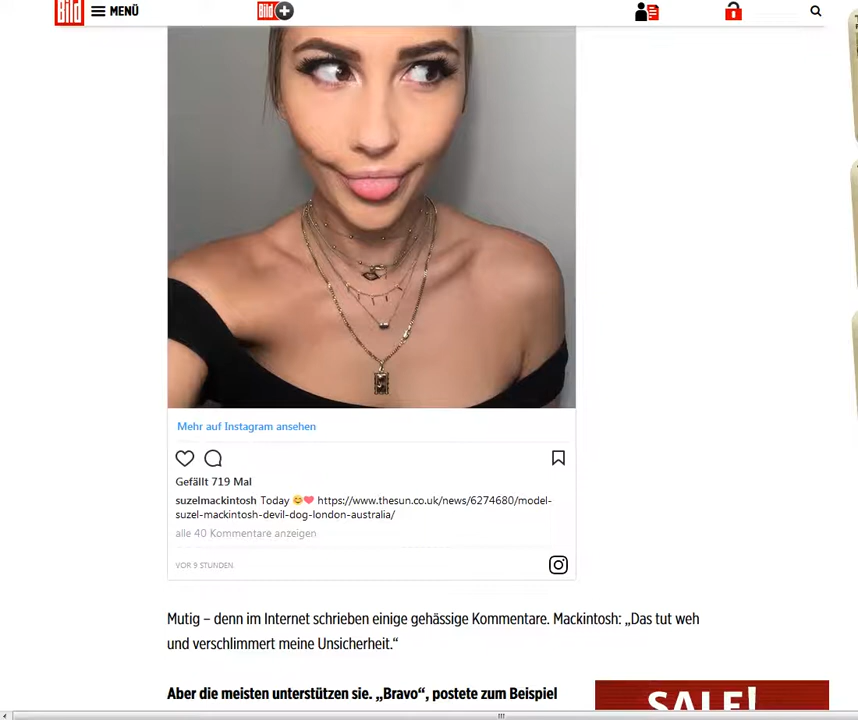 Bild MENÜ Bild
Mehr auf Instagram ansehen
Gefällt 719 Mal
suzelmackintosh Today 😊❤️ https://www.thesun.co.uk/news/6274680/model-
suzel-mackintosh-devil-dog-london-australia/
alle 40 Kommentare anzeigen
VOR 9 STUNDEN
Mutig – denn im Internet schrieben einige gehässige Kommentare. Mackintosh: „Das tut weh
und verschlimmert meine Unsicherheit.“
Aber die meisten unterstützen sie. „Bravo“, postete zum Beispiel
SALE!